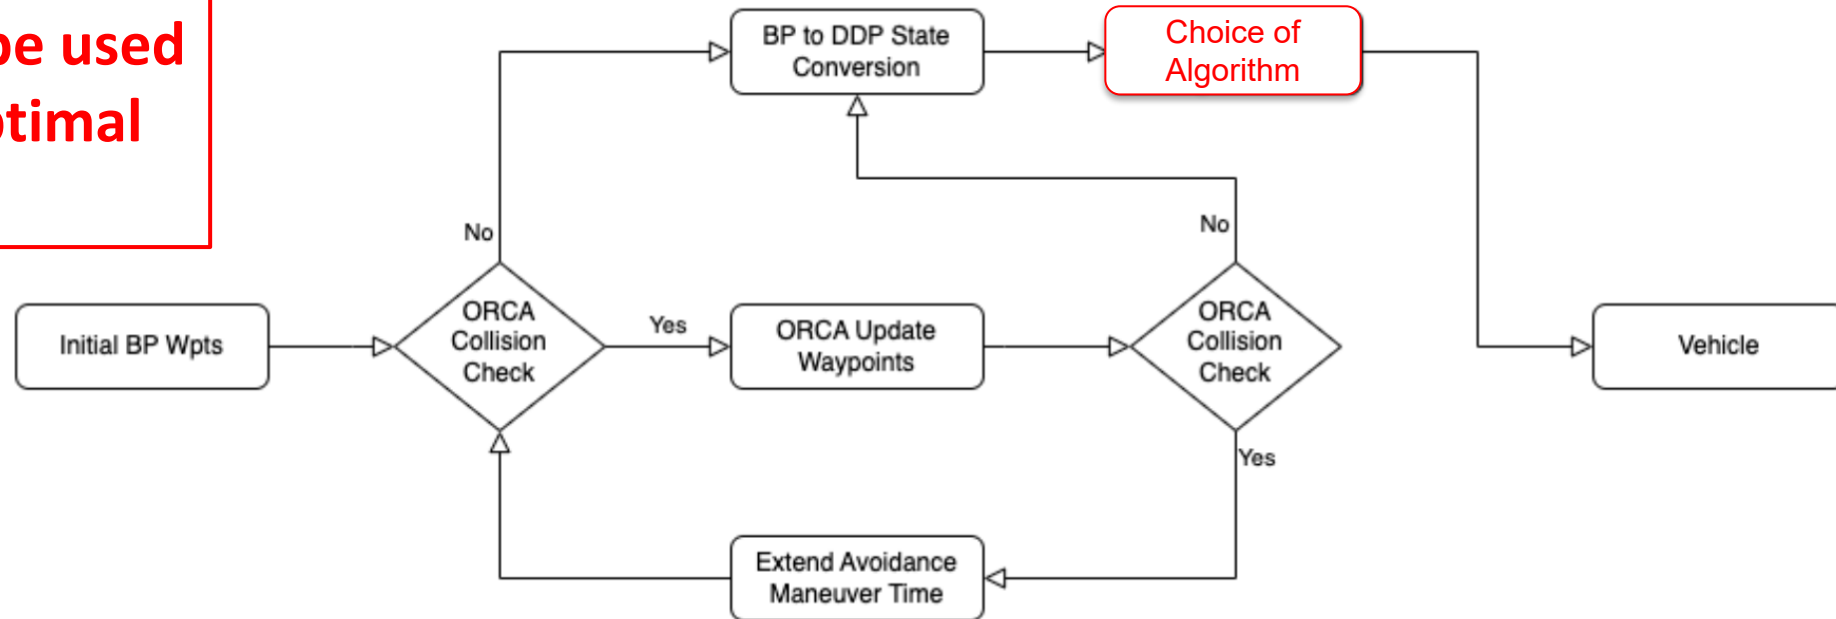 be used
BP to DDP State
Conversion
Choice of
Algorithm
No
No
Initial BP Wpts
ORCA
Collision
Check
Yes
ORCA Update
Waypoints
ORCA
Collision
Check
Vehicle
Yes
Extend Avoidance
Maneuver Time